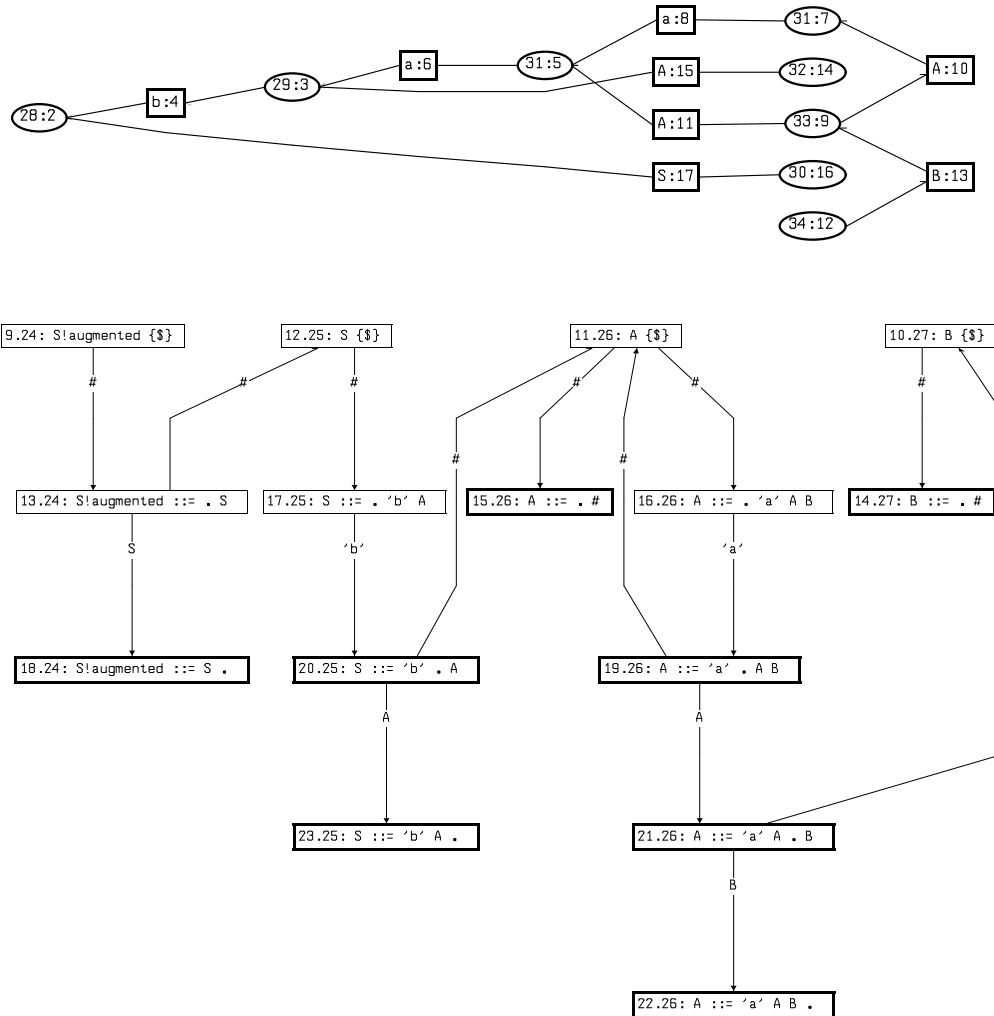 a:8 31:7
28:2 b:4 29:3 a:6 31:5 A:15 32:14 A:10
A:11 33:9
S:17 30:16 B:13
34:12
9.24: S!augmented {$} 12.25: S {$} 11.26: A {$} 10.27: B {$}
# # # # # #
# #
13.24: S!augmented ::= . S 17.25: S ::= . 'b' A 15.26: A ::= . # 16.26: A ::= . 'a' A B 14.27: B ::= . #
S 'b' 'a'
18.24: S!augmented ::= S . 20.25: S ::= 'b' . A 19.26: A ::= 'a' . A B
A A
23.25: S ::= 'b' A . 21.26: A ::= 'a' A . B
B
22.26: A ::= 'a' A B .